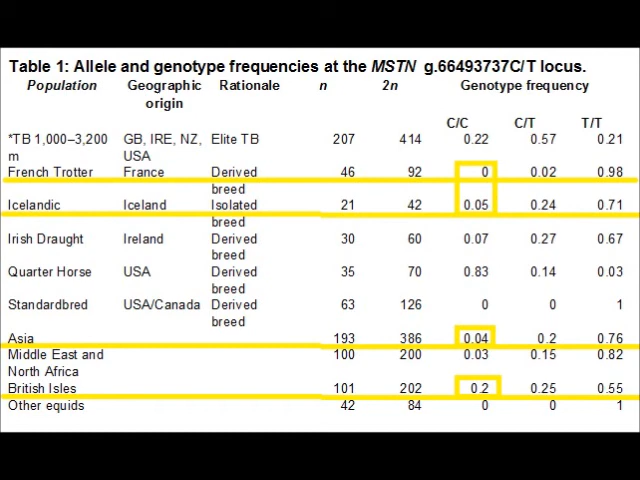 Table 1: Allele and genotype frequencies at the MSTN g.66493737C/T locus.
Population Geographic origin Rationale n 2n Genotype frequency
C/C C/T T/T
*TB 1,000–3,200 m GB, IRE, NZ, USA Elite TB 207 414 0.22 0.57 0.21
French Trotter France Derived breed 46 92 0 0.02 0.98
Icelandic Iceland Isolated breed 21 42 0.05 0.24 0.71
Irish Draught Ireland Derived breed 30 60 0.07 0.27 0.67
Quarter Horse USA Derived breed 35 70 0.83 0.14 0.03
Standardbred USA/Canada Derived breed 63 126 0 0 1
Asia 193 386 0.04 0.2 0.76
Middle East and North Africa 100 200 0.03 0.15 0.82
British Isles 101 202 0.2 0.25 0.55
Other equids 42 84 0 0 1